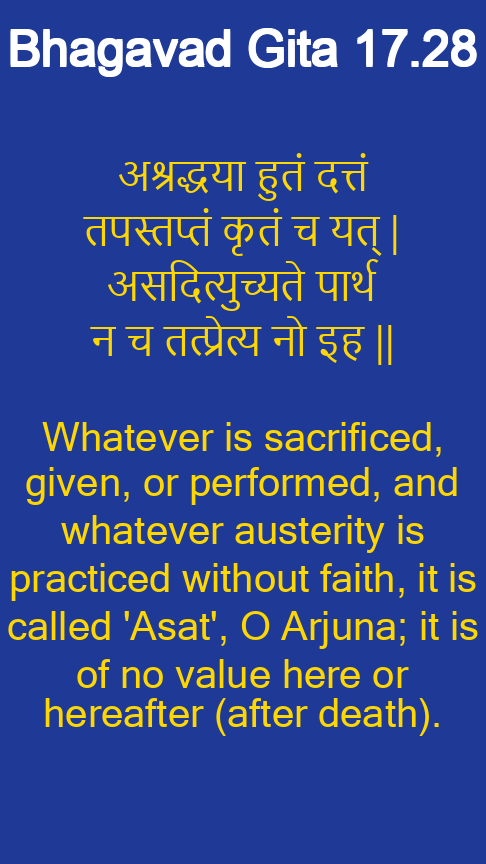 Bhagavad Gita 17.28
अश्रद्धया हुतं दत्तं
तपस्तप्तं कृतं च यत् |
असदित्युच्यते पार्थ
न च तत्प्रेत्य नो इह ||
Whatever is sacrificed,
given, or performed, and
whatever austerity is
practiced without faith, it is
called 'Asat', O Arjuna; it is
of no value here or
hereafter (after death).